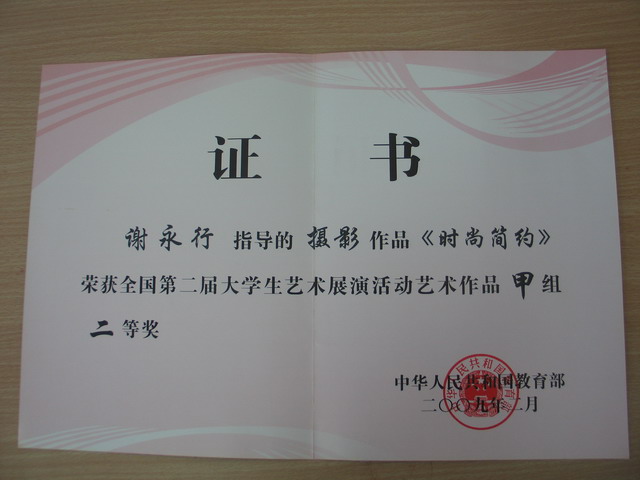 证 书
谢永行 指导的 摄影 作品《时尚简约》
荣获全国第二届大学生艺术展演活动艺术作品 甲 组
二 等奖
中华人民共和国教育部
二〇〇九年二月